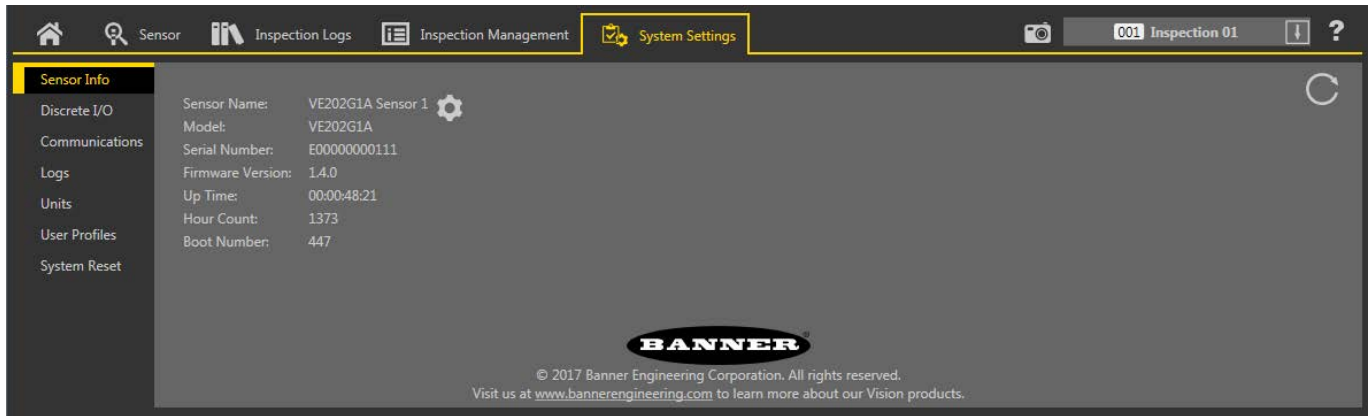 Sensor
Inspection Logs
Inspection Management
System Settings
001 Inspection 01
?
Sensor Info
Discrete I/O
Communications
Logs
Units
User Profiles
System Reset
Sensor Name: VE202G1A Sensor 1
Model: VE202G1A
Serial Number: E00000000111
Firmware Version: 1.4.0
Up Time: 00:00:48:21
Hour Count: 1373
Boot Number: 447
BANNER®
© 2017 Banner Engineering Corporation. All rights reserved.
Visit us at www.bannerengineering.com to learn more about our Vision products.